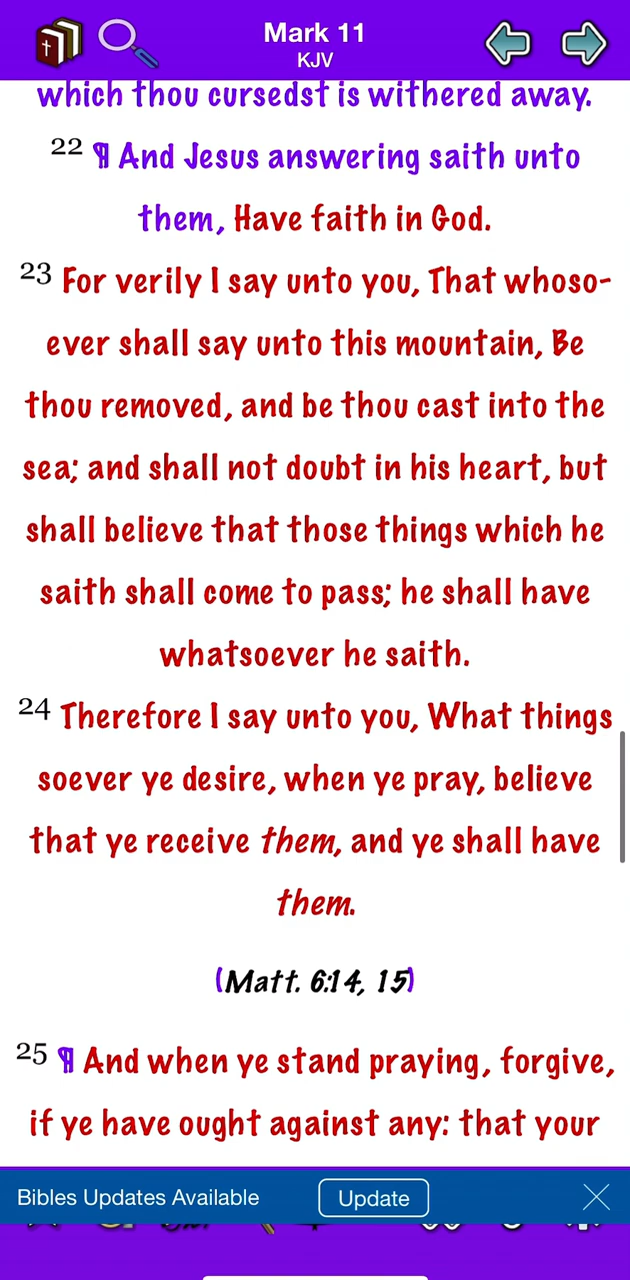 Mark 11
KJV
which thou cursedst is withered away.
22 ¶ And Jesus answering saith unto
them, Have faith in God.
23 For verily I say unto you, That whoso-
ever shall say unto this mountain, Be
thou removed, and be thou cast into the
sea; and shall not doubt in his heart, but
shall believe that those things which he
saith shall come to pass; he shall have
whatsoever he saith.
24 Therefore I say unto you, What things
soever ye desire, when ye pray, believe
that ye receive them, and ye shall have
them.
(Matt. 6:14, 15)
25 ¶ And when ye stand praying, forgive,
if ye have ought against any: that your
Bibles Updates Available
Update